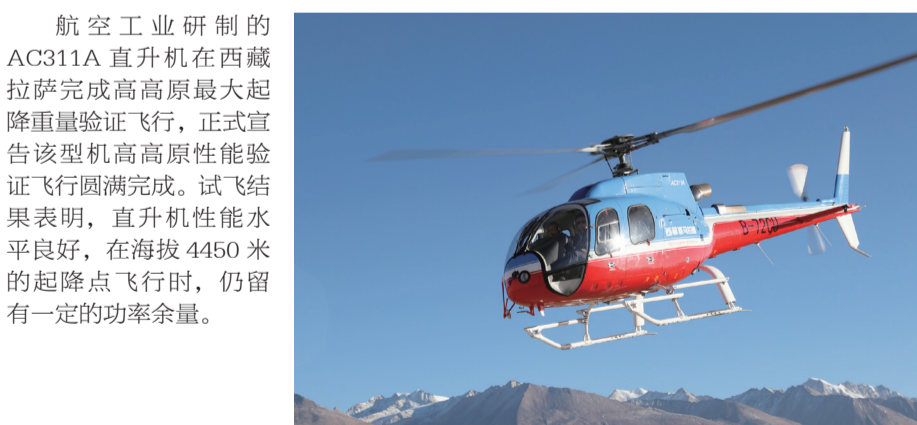 航空工业研制的
AC311A 直升机在西藏
拉萨完成高高原最大起
降重量验证飞行，正式宣
告该型机高高原性能验
证飞行圆满完成。试飞结
果表明，直升机性能水
平良好，在海拔 4450 米
的起降点飞行时，仍留
有一定的功率余量。
B-720U